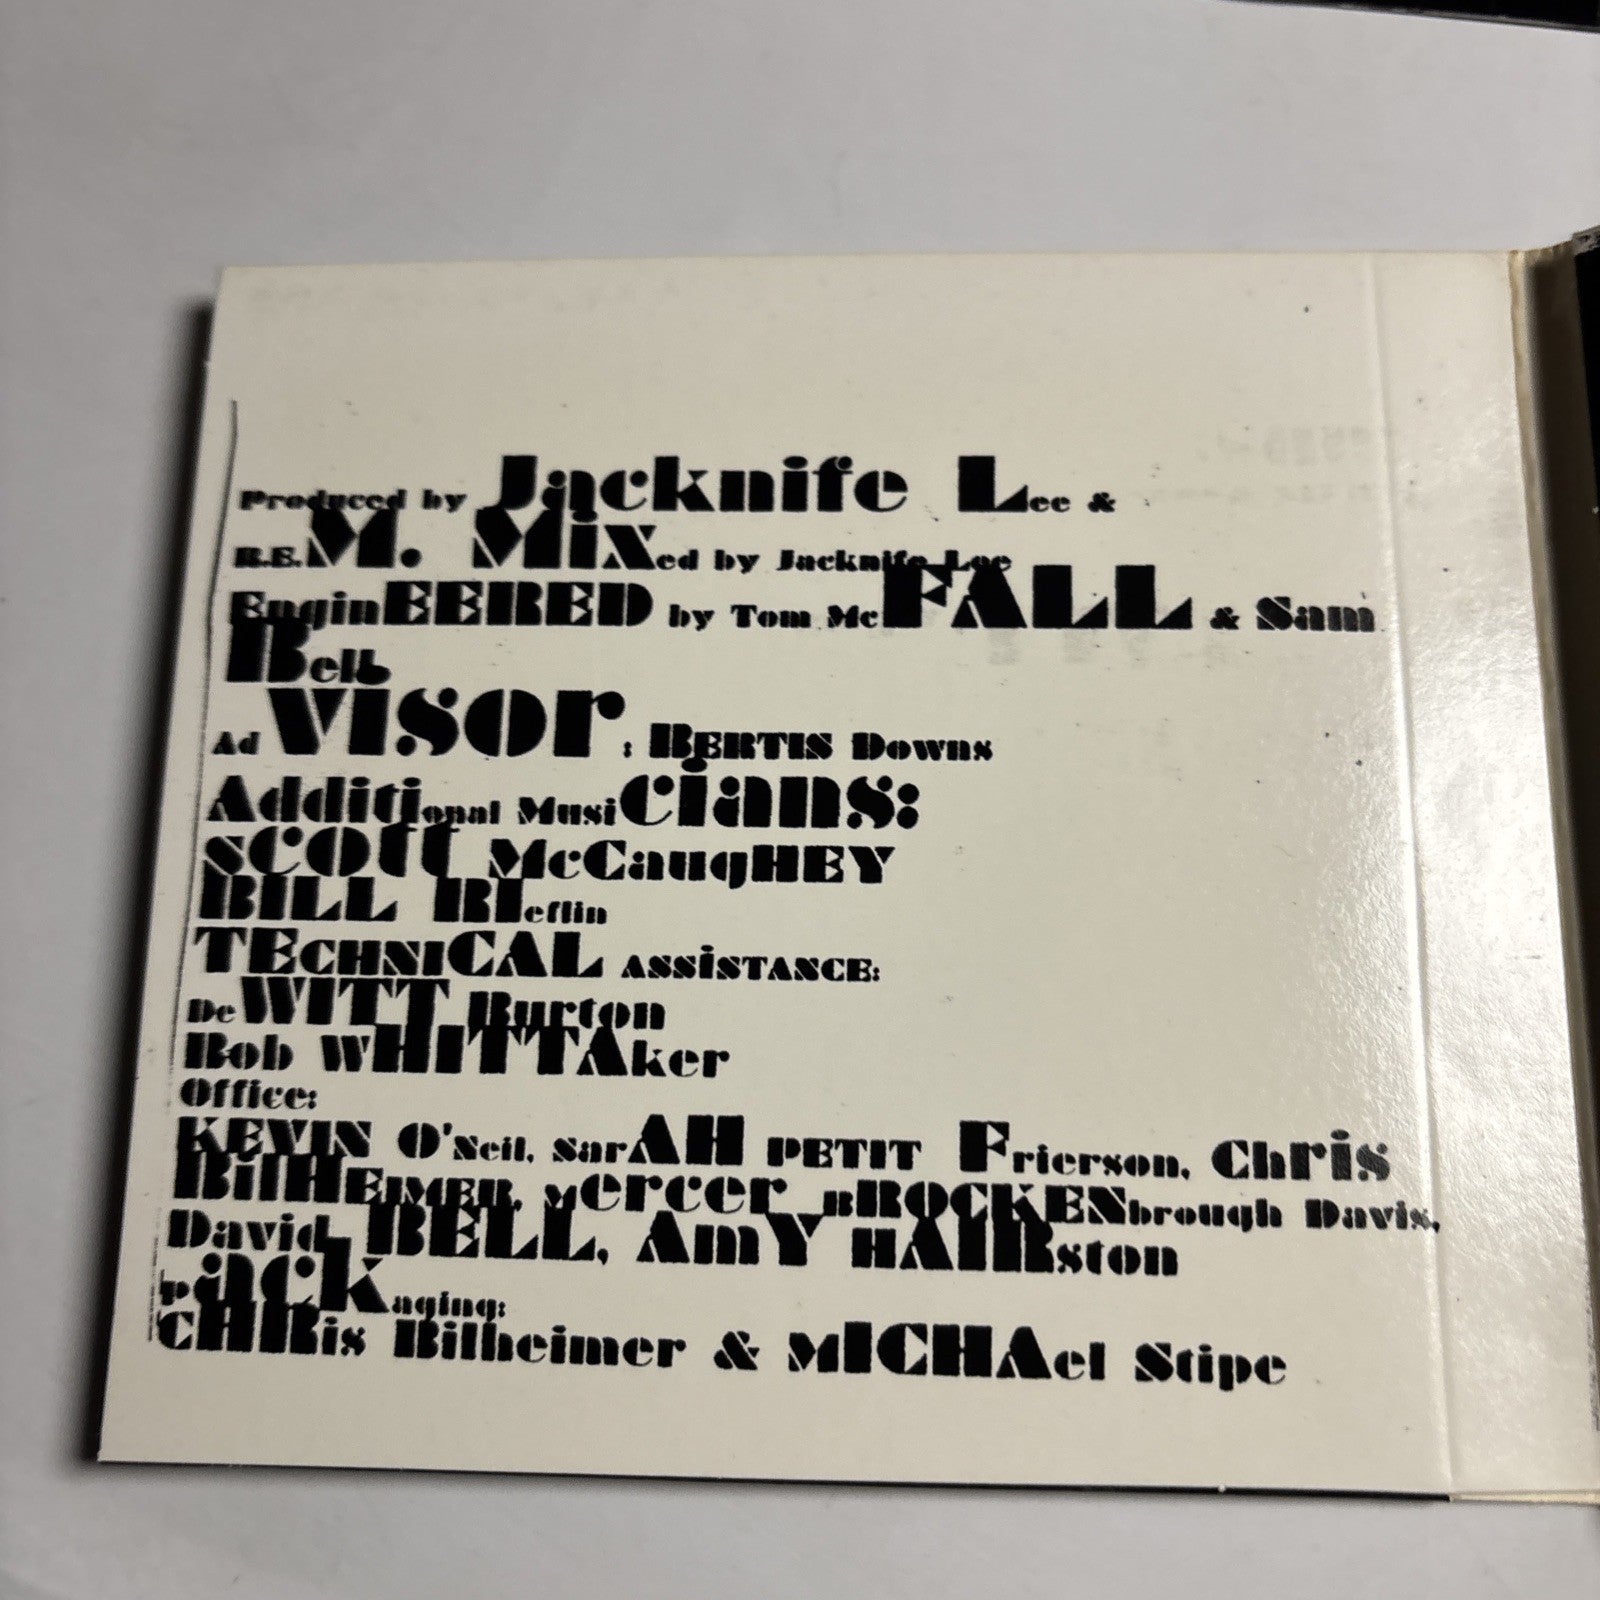 Produced by Jacknife Lee &
R.E.M. MiXed by Jacknife Lee
EnginEERED by Tom McFALL & Sam
Bell
Advisor: BERTIS Downs
Additional MusiCians:
sCOtt McCaugHEY
BILL RIeflin
TECHNICAL ASSiSTANCE:
DeWITT Burton
Bob WHITTAker
Office:
KEVIN O'Neil, SarAH PETIT Frierson, Chris
BilHEIMER, Mercer BROCKENbrough Davis,
David BELL, AmY HAIRston
pacKaging:
CHRis Bilheimer & MICHAel Stipe